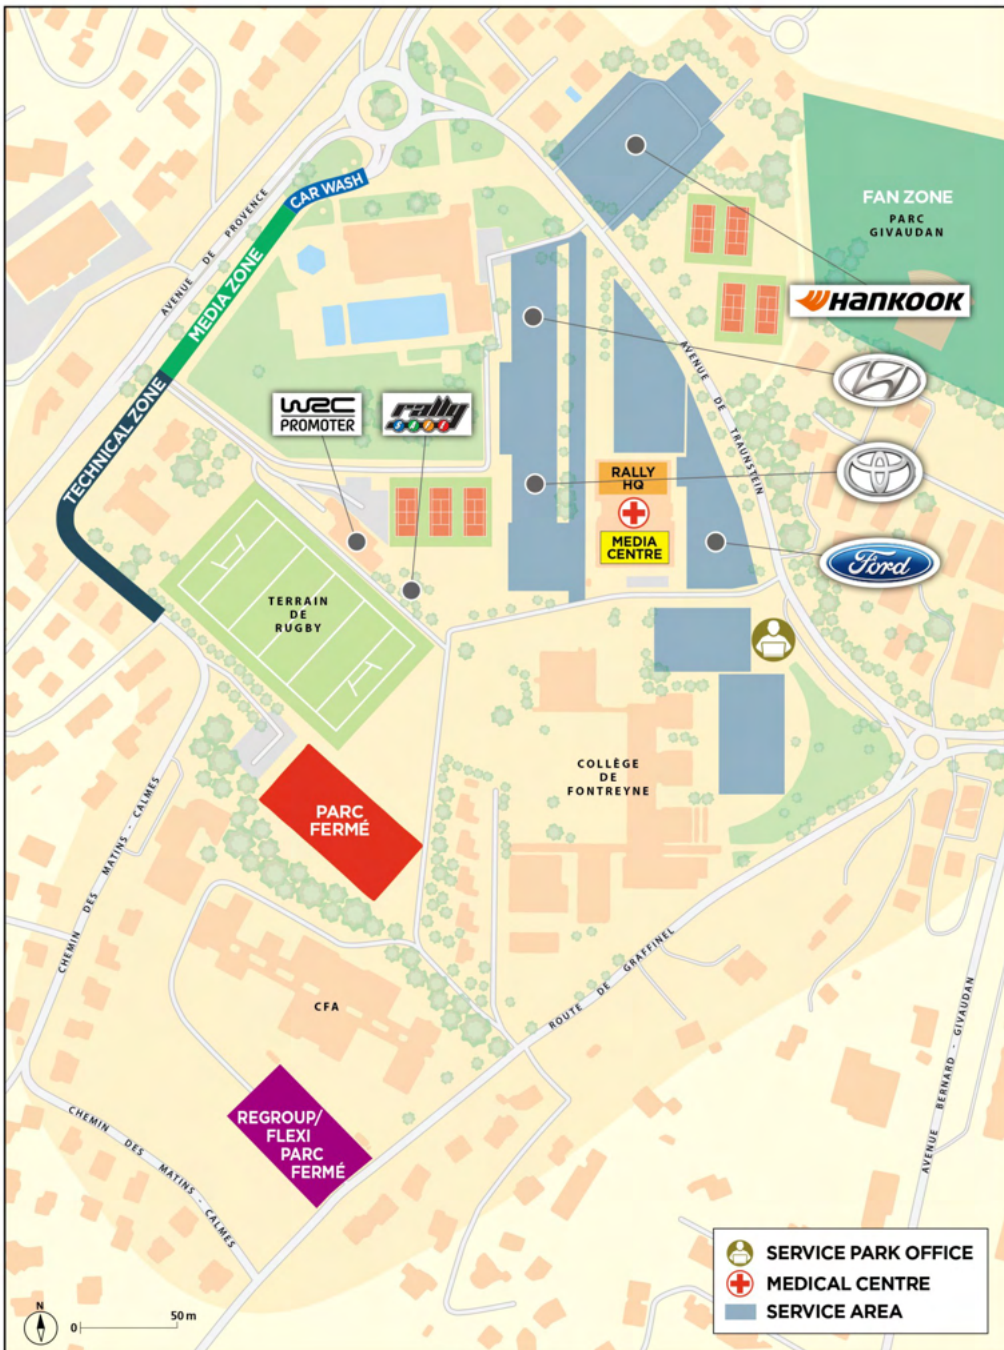 CAR WASH
AVENUE DE PROVENCE
MEDIA ZONE
TECHNICAL ZONE
FAN ZONE
PARC
GIVAUDAN
HANKOOK
AVENUE DE TRAUNSTEIN
WRC
PROMOTER
rally
SAFE
RALLY
HQ
MEDIA
CENTRE
Ford
TERRAIN
DE
RUGBY
COLLÈGE
DE
FONTREYNE
PARC
FERMÉ
CHEMIN DES MATINS - CALMES
CFA
ROUTE DE GRAFFINEL
REGROUP/
FLEXI
PARC
FERMÉ
CHEMIN DES MATINS - CALMES
AVENUE BERNARD - GIVAUDAN
SERVICE PARK OFFICE
MEDICAL CENTRE
SERVICE AREA
N
0 50 m